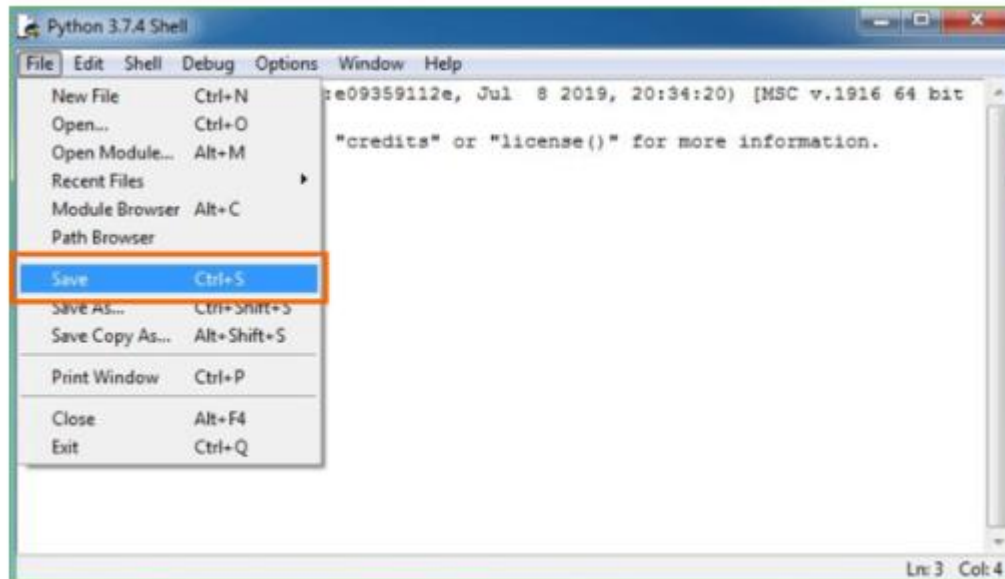 Python 3.7.4 Shell
File Edit Shell Debug Options Window Help
:e09359112e, Jul 8 2019, 20:34:20) [MSC v.1916 64 bit
"credits" or "license()" for more information.
New File Ctrl+N
Open... Ctrl+O
Open Module... Alt+M
Recent Files
Module Browser Alt+C
Path Browser
Save Ctrl+S
Save As... Ctrl+Shift+S
Save Copy As... Alt+Shift+S
Print Window Ctrl+P
Close Alt+F4
Exit Ctrl+Q
Ln: 3 Col: 4